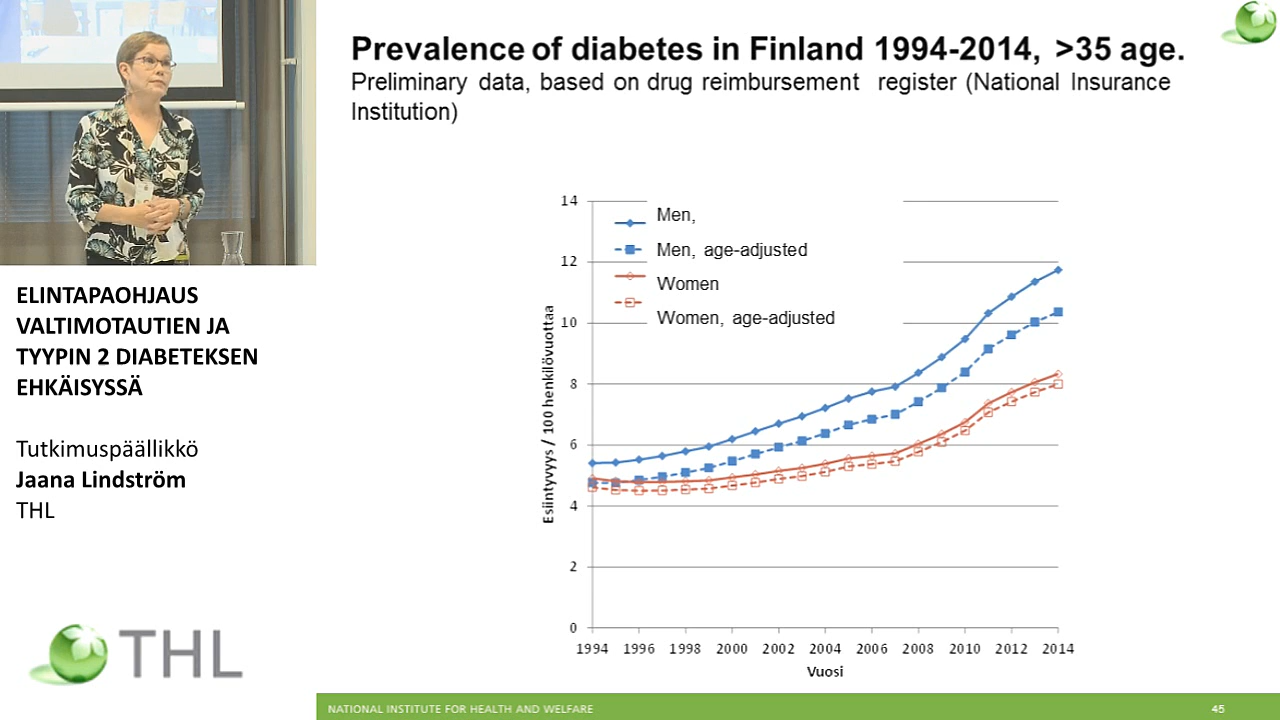 Prevalence of diabetes in Finland 1994-2014, >35 age.
Preliminary data, based on drug reimbursement register (National Insurance
Institution)
ELINTAPAOHJAUS
VALTIMOTAUTIEN JA
TYYPIN 2 DIABETEKSEN
EHKÄISYSSÄ
Tutkimuspäällikkö
Jaana Lindström
THL
THL
Esiintyvyys / 100 henkilövuottaa
14
12
10
8
6
4
2
0
Men,
Men, age-adjusted
Women
Women, age-adjusted
1994 1996 1998 2000 2002 2004 2006 2008 2010 2012 2014
Vuosi
NATIONAL INSTITUTE FOR HEALTH AND WELFARE
45